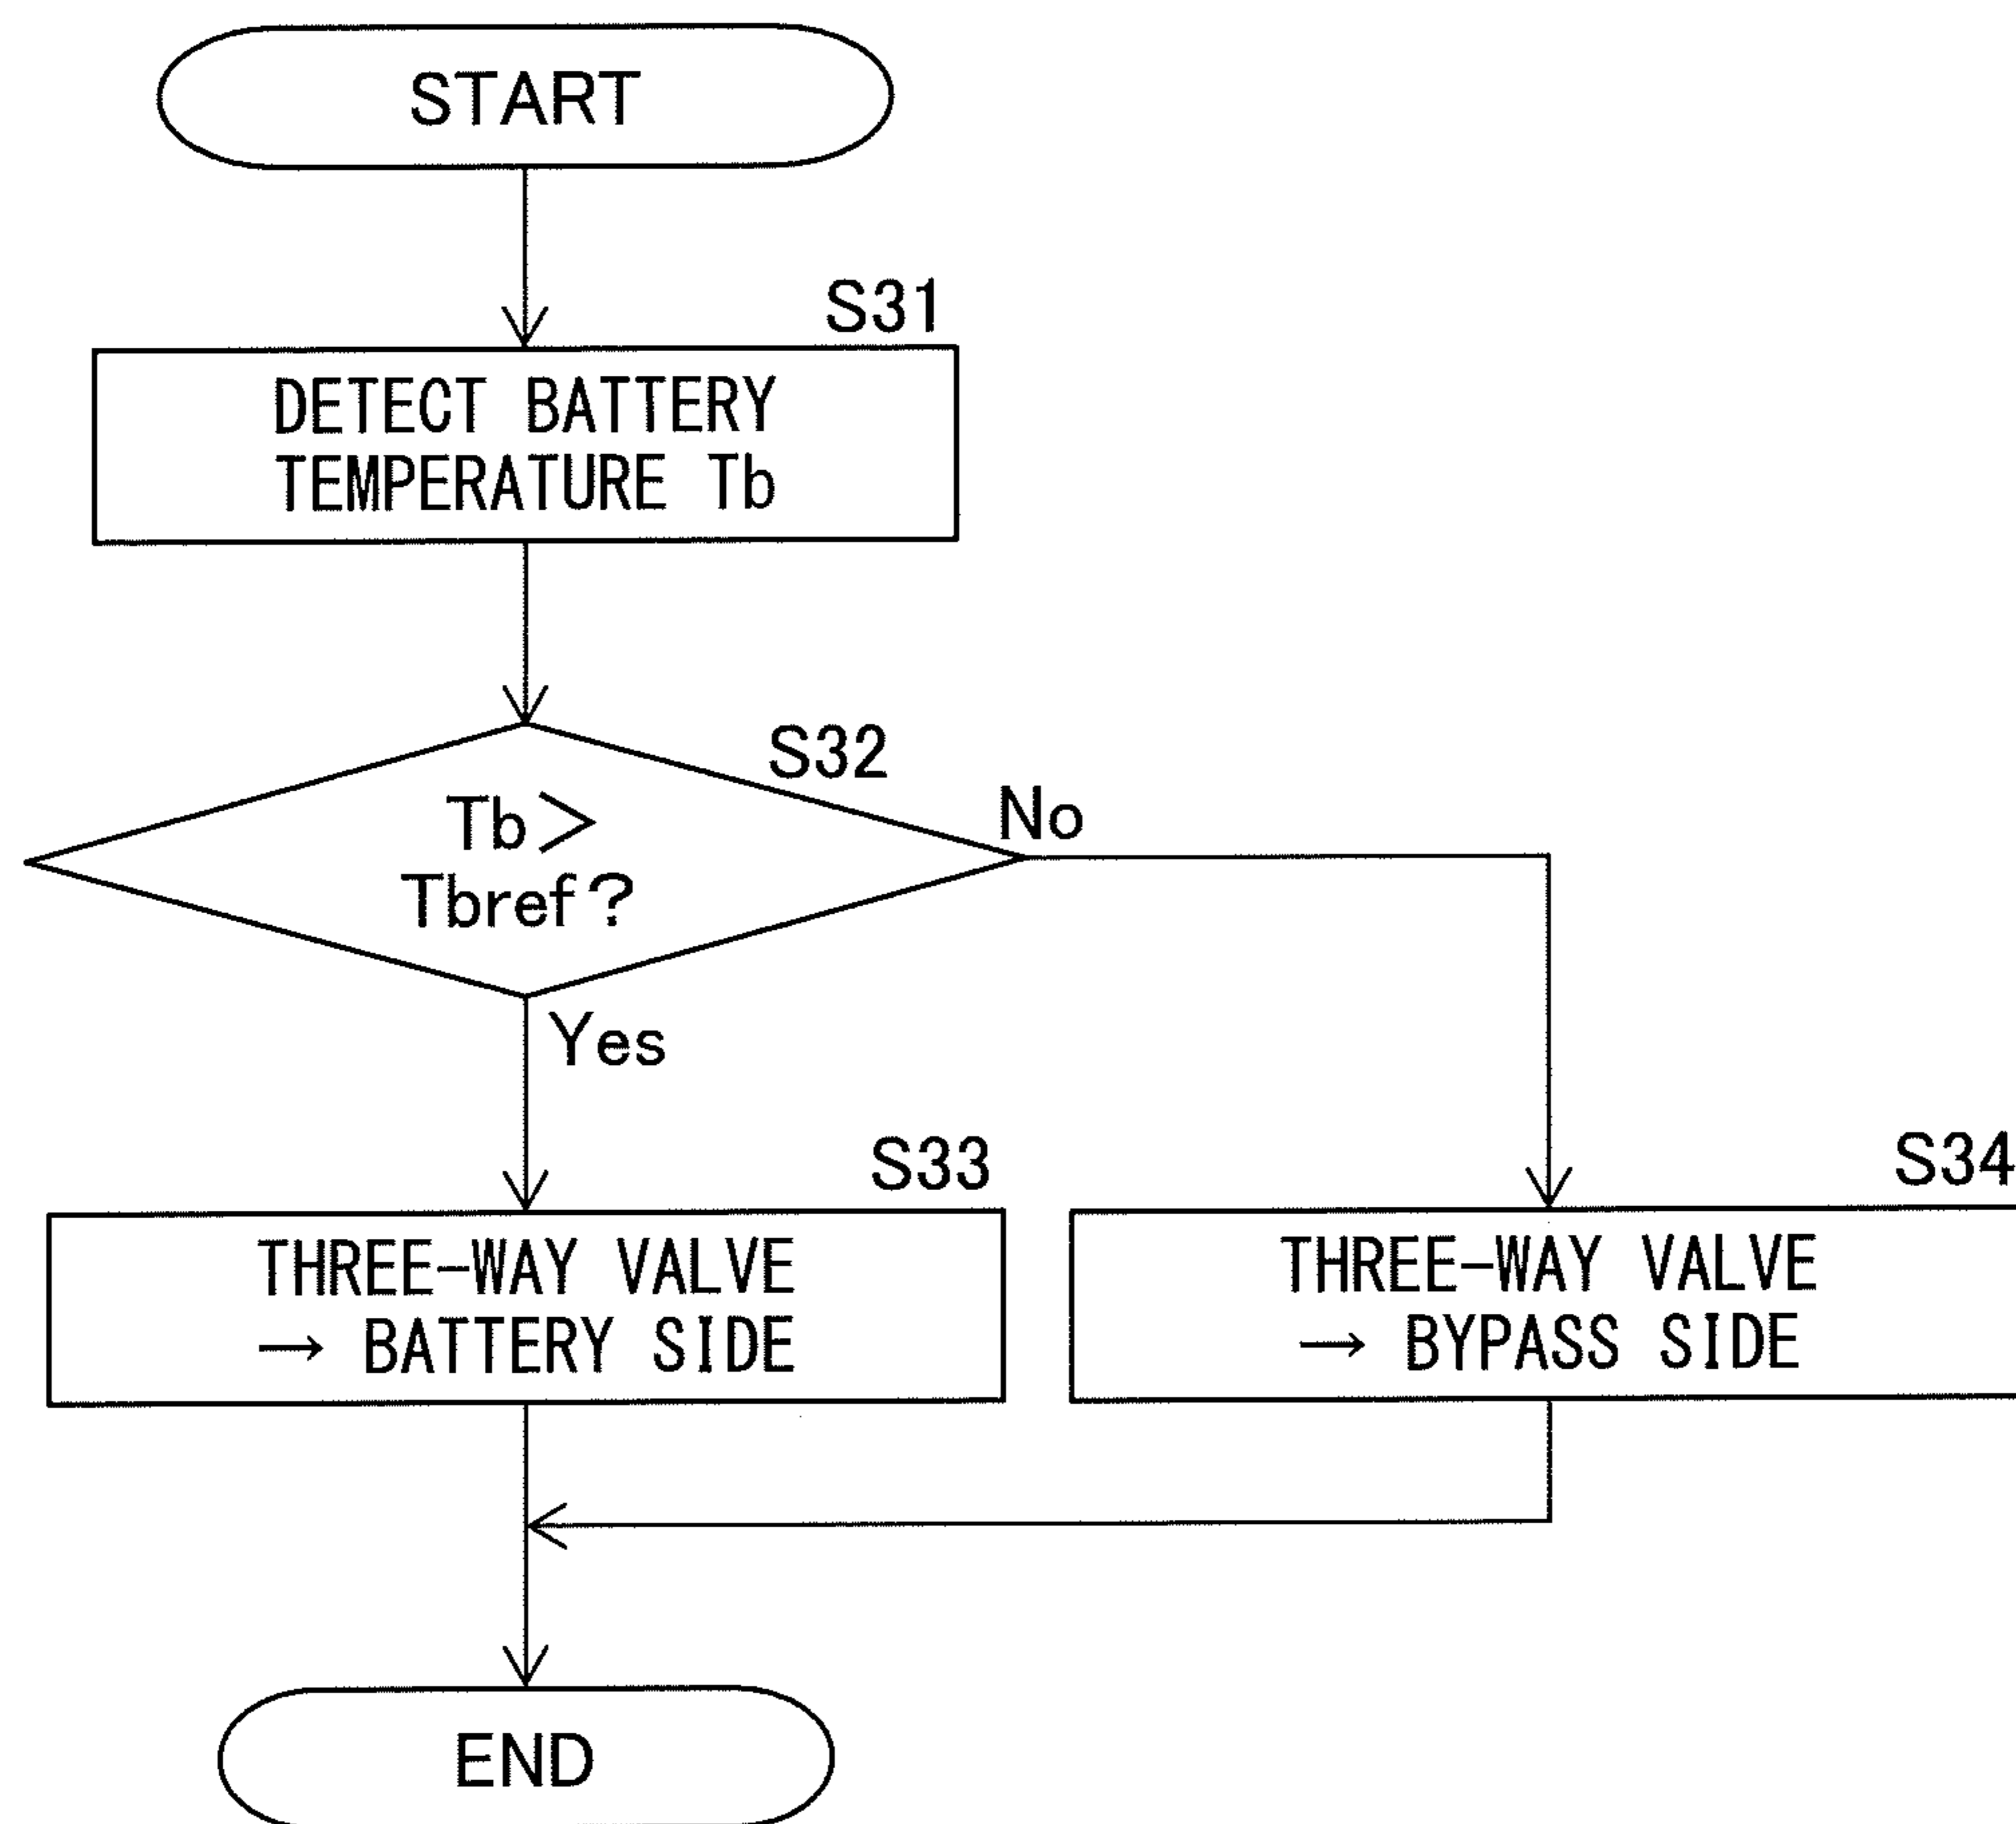 START
S31
DETECT BATTERY
TEMPERATURE Tb
S32
Tb>
Tbref?
No
Yes
S33
THREE-WAY VALVE
→ BATTERY SIDE
S34
THREE-WAY VALVE
→ BYPASS SIDE
END